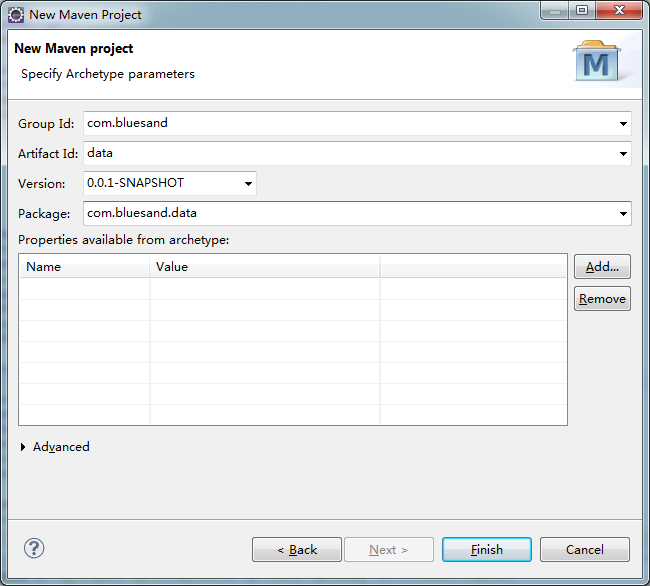 New Maven Project
New Maven project
Specify Archetype parameters
M
Group Id: com.bluesand
Artifact Id: data
Version: 0.0.1-SNAPSHOT
Package: com.bluesand.data
Properties available from archetype:
Name Value
Add...
Remove
Advanced
?
< Back Next > Finish Cancel